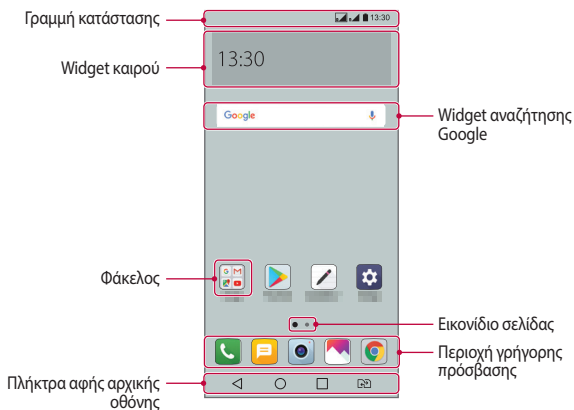 Γραμμή κατάστασης
13:30
Widget καιρού
13:30
Google
Widget αναζήτησης
Google
Φάκελος
Εικονίδιο σελίδας
Περιοχή γρήγορης
πρόσβασης
Πλήκτρα αφής αρχικής
οθόνης